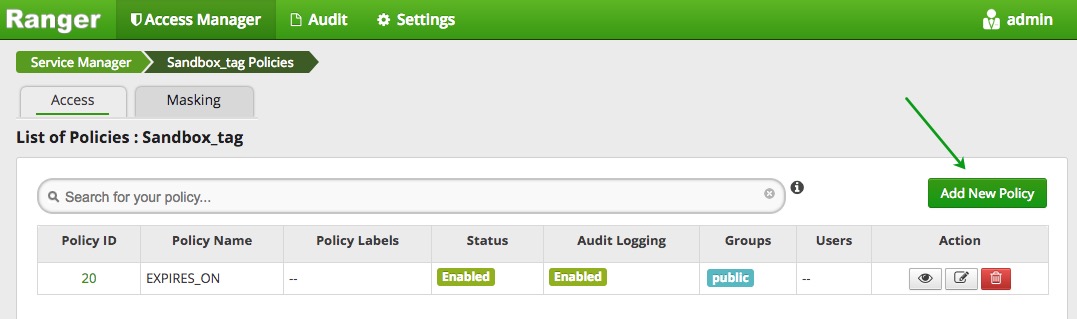 Ranger Access Manager Audit Settings admin
Service Manager Sandbox_tag Policies
Access Masking
List of Policies : Sandbox_tag
Search for your policy... Add New Policy
Policy ID Policy Name Policy Labels Status Audit Logging Groups Users Action
20 EXPIRES_ON -- Enabled Enabled public --